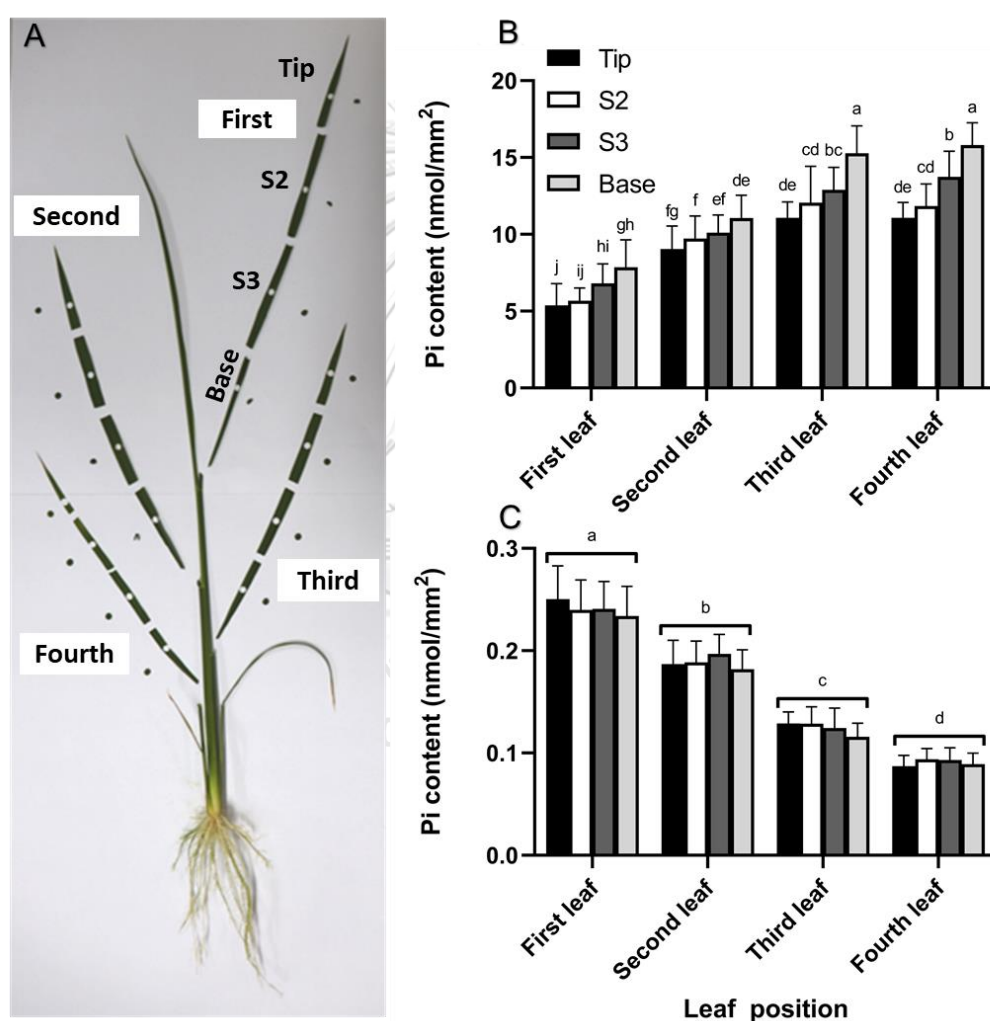 A
Tip
First
S2
Second
S3
Base
Third
Fourth
B
Tip
S2
S3
Base
Pi content (nmol/mm²)
20
15
10
5
0
j
ij
hi
gh
fg
f
ef
de
de
cd
bc
a
de
cd
b
a
First leaf
Second leaf
Third leaf
Fourth leaf
C
Pi content (nmol/mm²)
0.3
0.2
0.1
0.0
a
b
c
d
First leaf
Second leaf
Third leaf
Fourth leaf
Leaf position